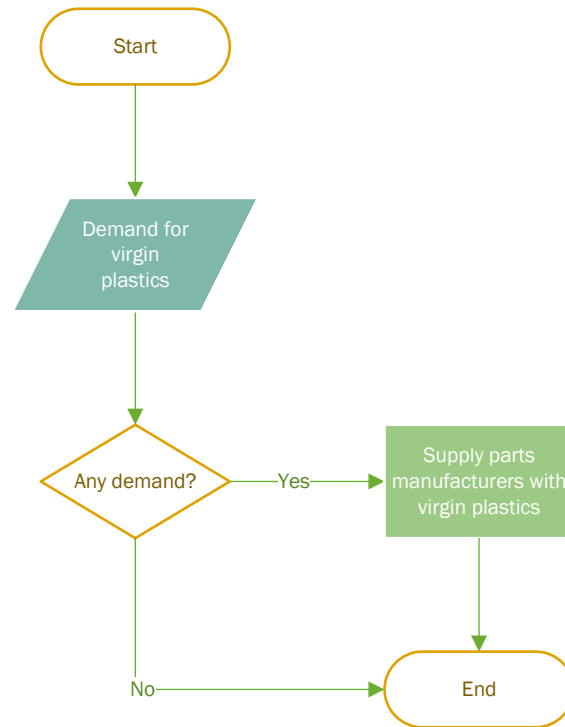 Start
Demand for
virgin
plastics
Any demand?
Yes
Supply parts
manufacturers with
virgin plastics
No
End